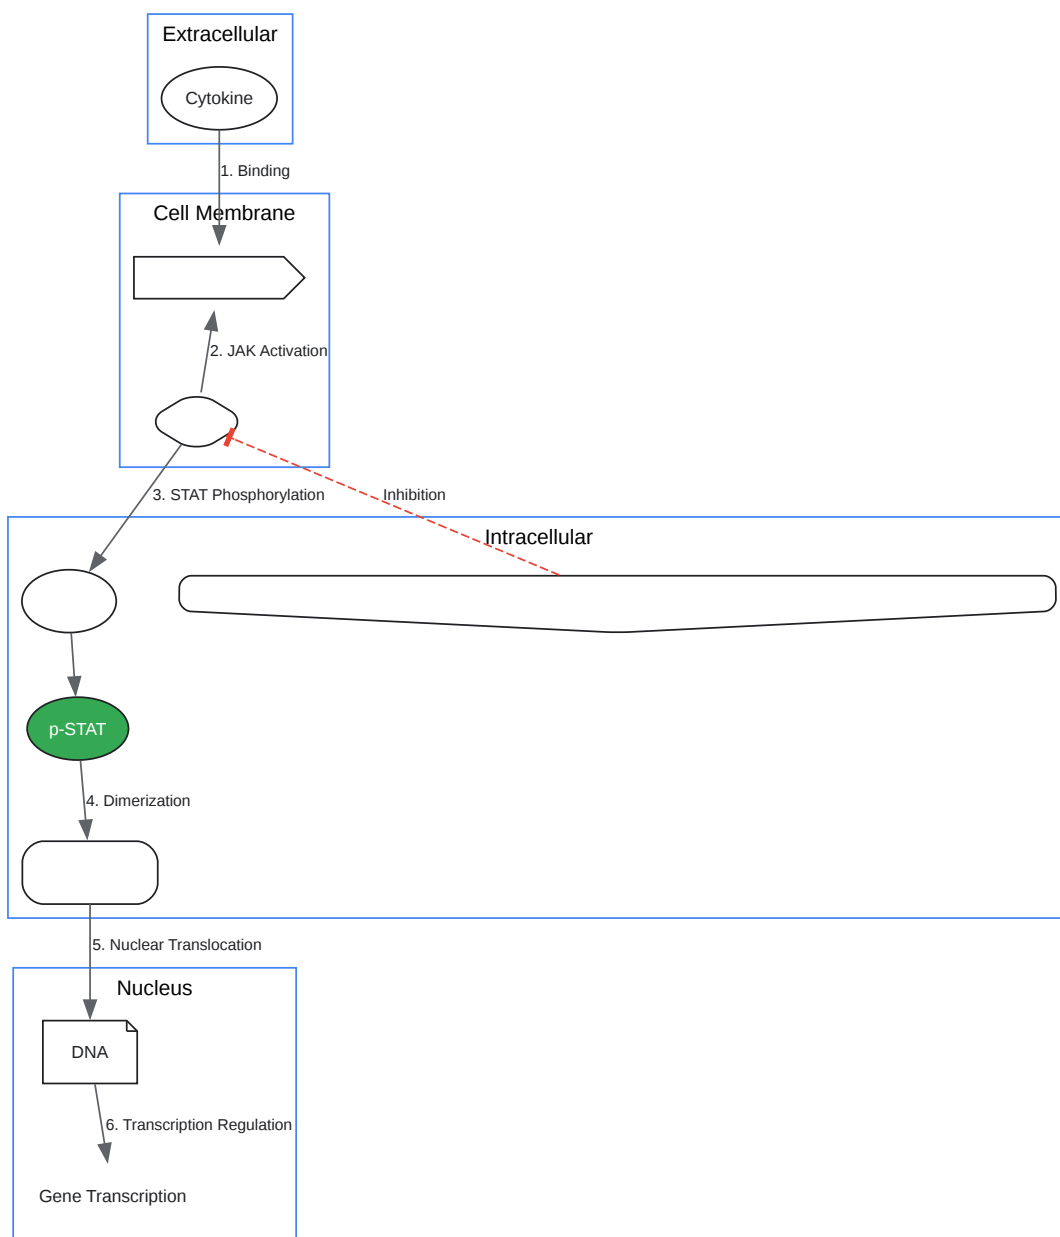 Extracellular
Cytokine
1. Binding
Cell Membrane
2. JAK Activation
3. STAT Phosphorylation
Inhibition
Intracellular
p-STAT
4. Dimerization
5. Nuclear Translocation
Nucleus
DNA
6. Transcription Regulation
Gene Transcription